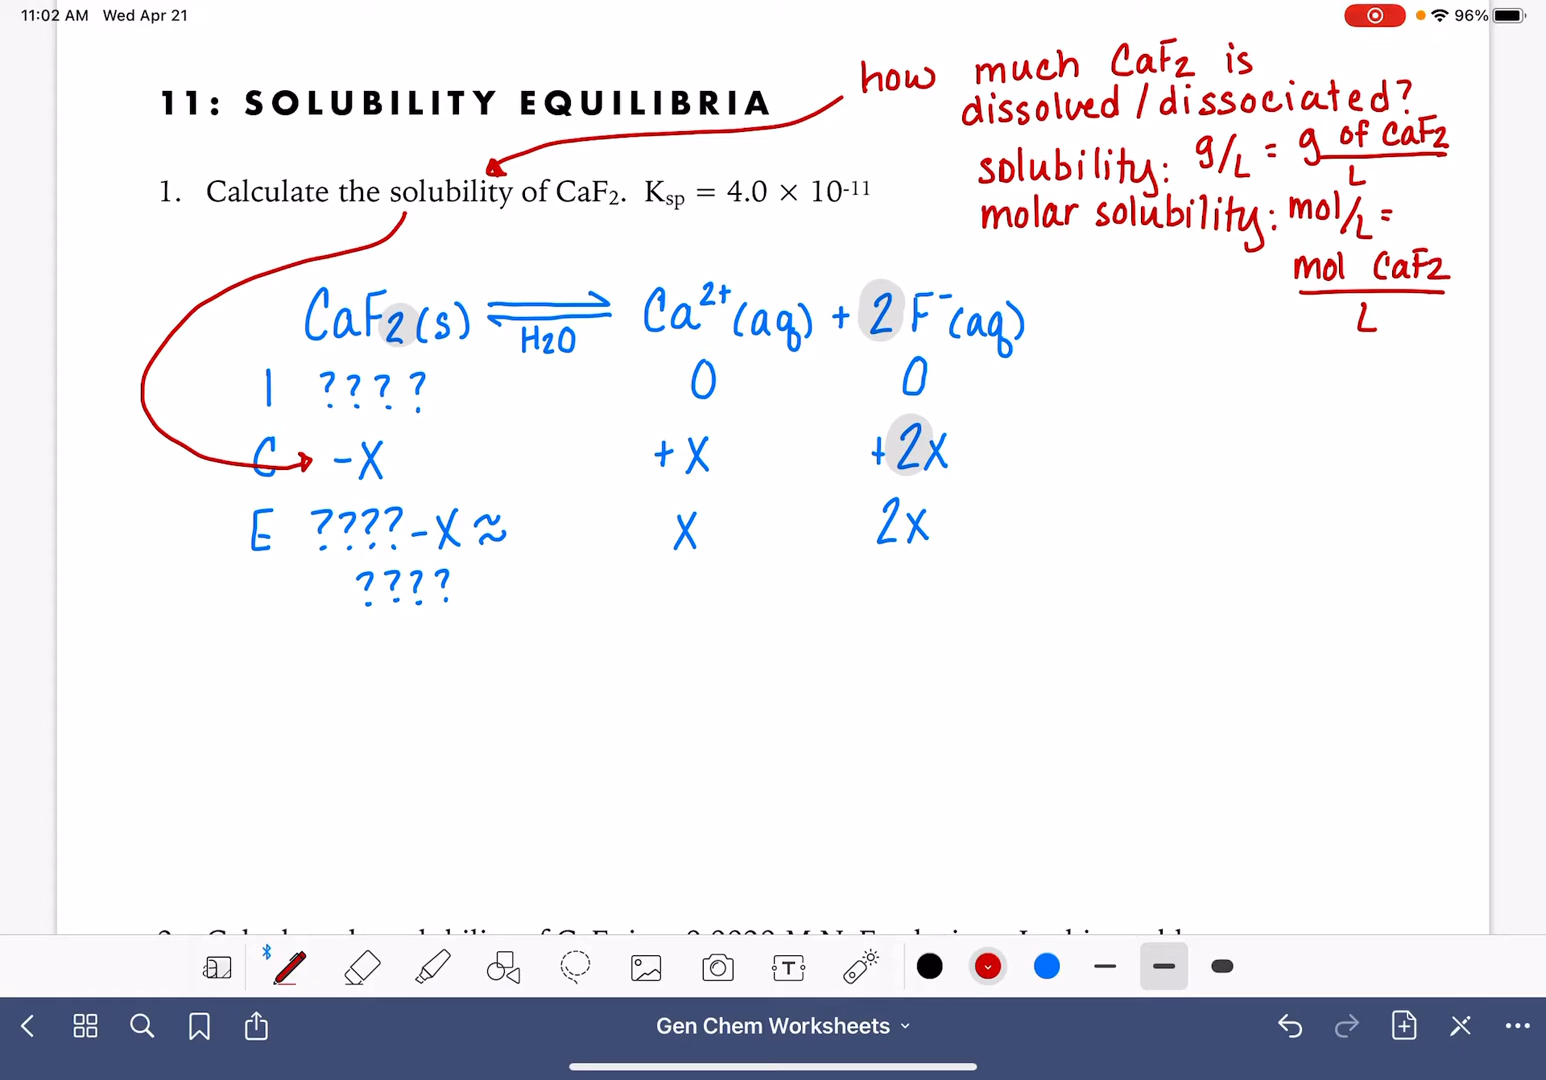 11:02 AM Wed Apr 21
96%
how much CaF2 is
dissolved / dissociated?
11: SOLUBILITY EQUILIBRIA
solubility: g/L = g of CaF2
L
1. Calculate the solubility of CaF₂. Ksp = 4.0 × 10⁻¹¹
molar solubility: mol/L =
mol CaF2
L
CaF2(s) ⇌ Ca²⁺(aq) + 2F⁻(aq)
H2O
I ???? 0 0
C -X +X +2x
E ????-X ≈ X 2x
????
T
Gen Chem Worksheets